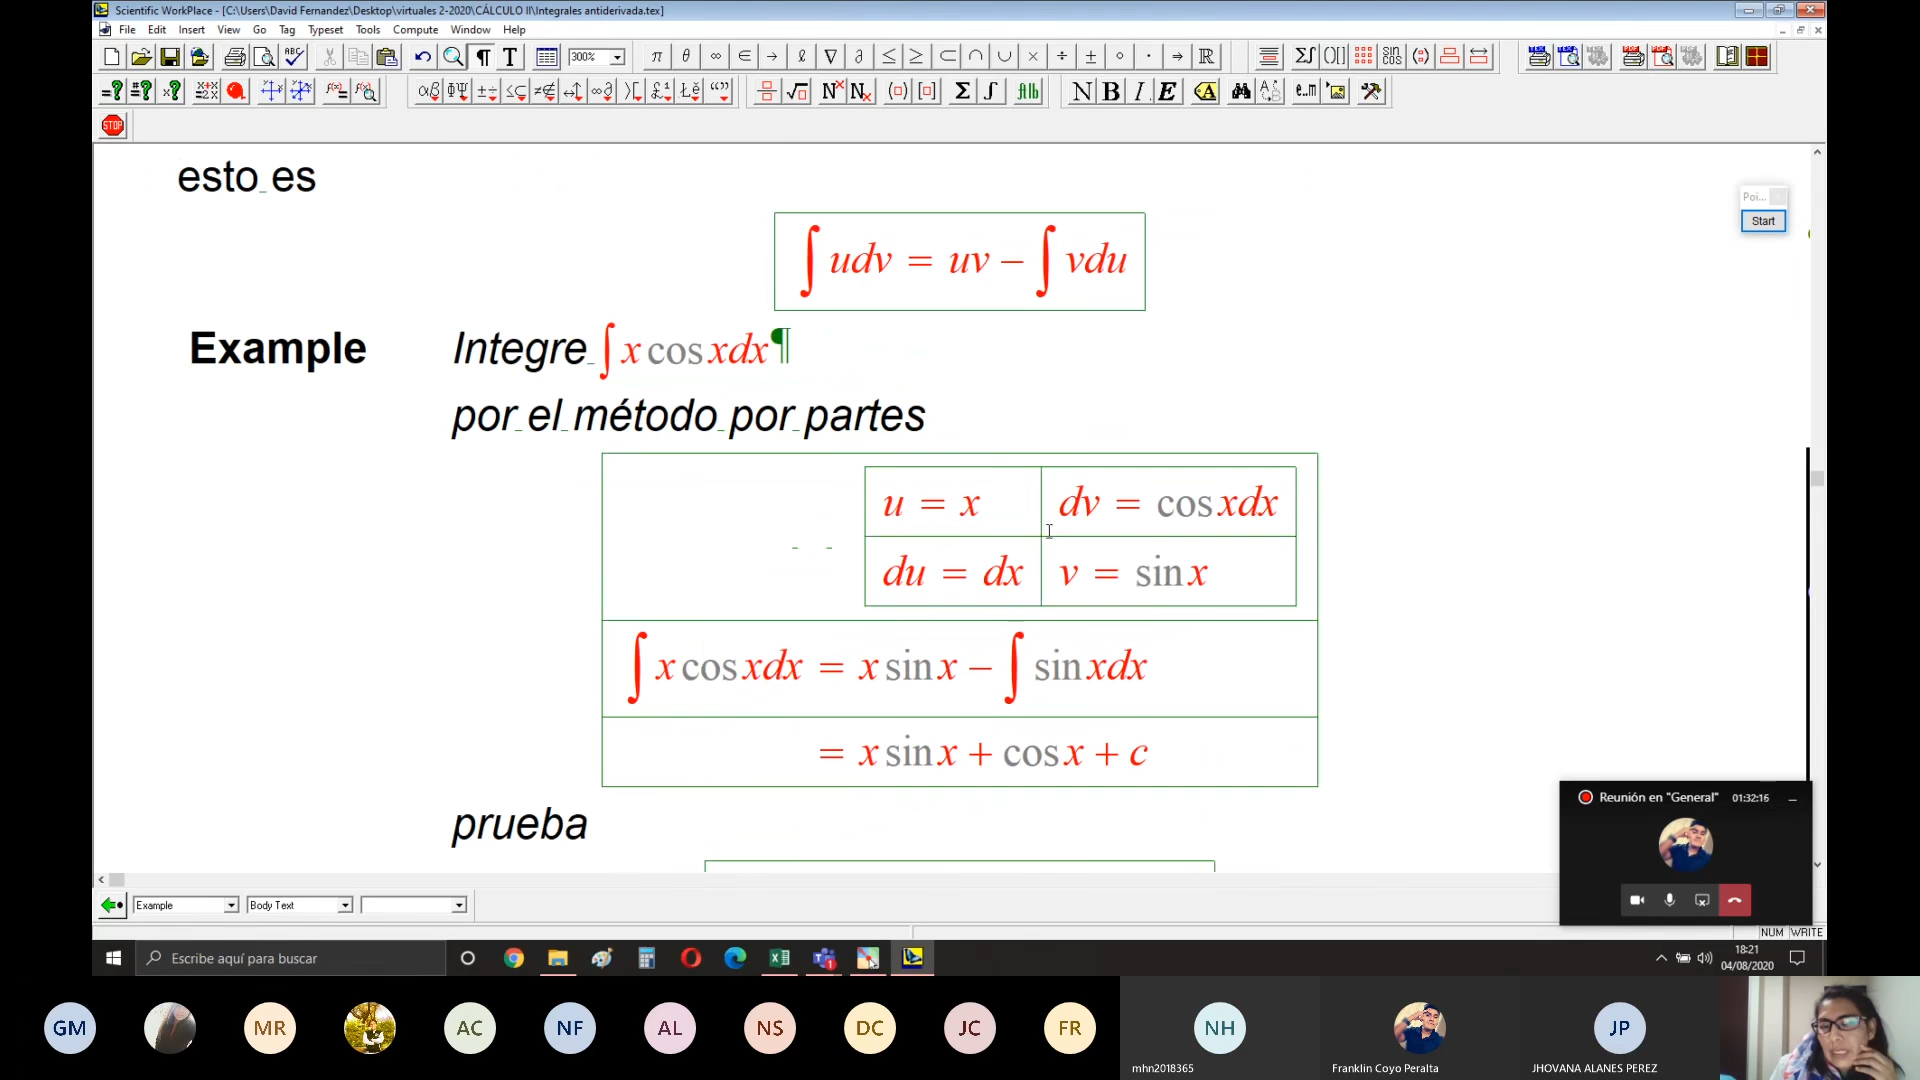 Scientific WorkPlace - [C:\Users\David Fernandez\Desktop\virtuales 2-2020\CÁLCULO II\Integrales antiderivada.tex]
File Edit Insert View Go Tag Typeset Tools Compute Window Help
300%
esto es
∫ udv = uv − ∫ vdu
Example Integre ∫ x cos xdx¶
por el método por partes
u = x dv = cos xdx
du = dx v = sin x
∫ x cos xdx = x sin x − ∫ sin xdx
= x sin x + cos x + c
prueba
Poi...
Start
Reunión en "General" 01:32:16
Example Body Text
NUM WRITE
Escribe aquí para buscar
18:21
04/08/2020
GM MR AC NF AL NS DC JC FR NH JP
mhn2018365 Franklin Coyo Peralta JHOVANA ALANES PEREZ